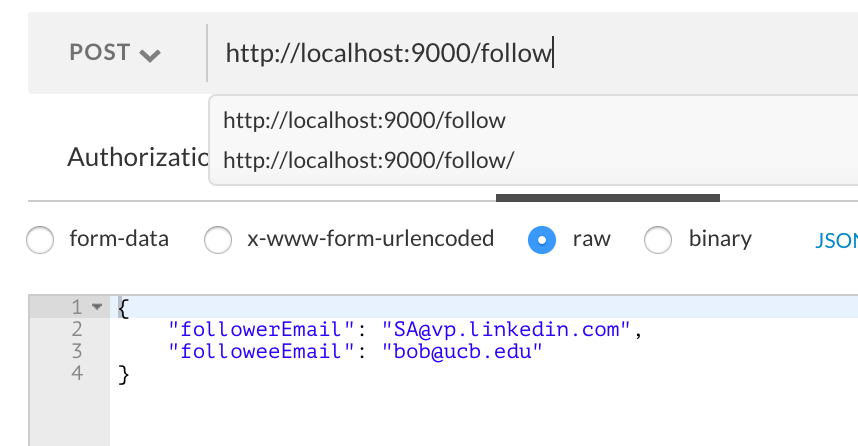 POST http://localhost:9000/follow
http://localhost:9000/follow
Authorizatio http://localhost:9000/follow/
form-data x-www-form-urlencoded raw binary JSON
1 {
2 "followerEmail": "SA@vp.linkedin.com",
3 "followeeEmail": "bob@ucb.edu"
4 }